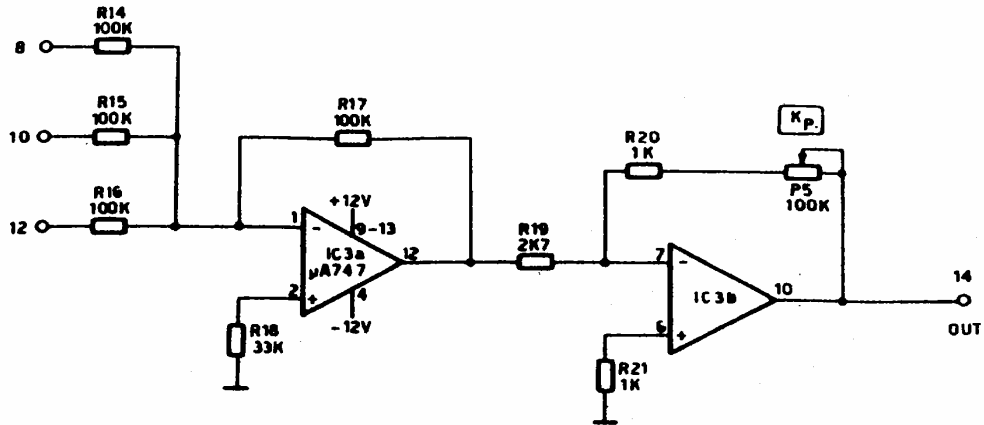 R14
100K
8
R15
100K
10
R16
100K
12
R17
100K
+12V
1
9-13
1
-
IC3a
µA747
12
2
+
4
-12V
R18
33K
R19
2K7
R20
1K
KP.
P5
100K
7
-
IC3b
10
6
+
R21
1K
14
OUT